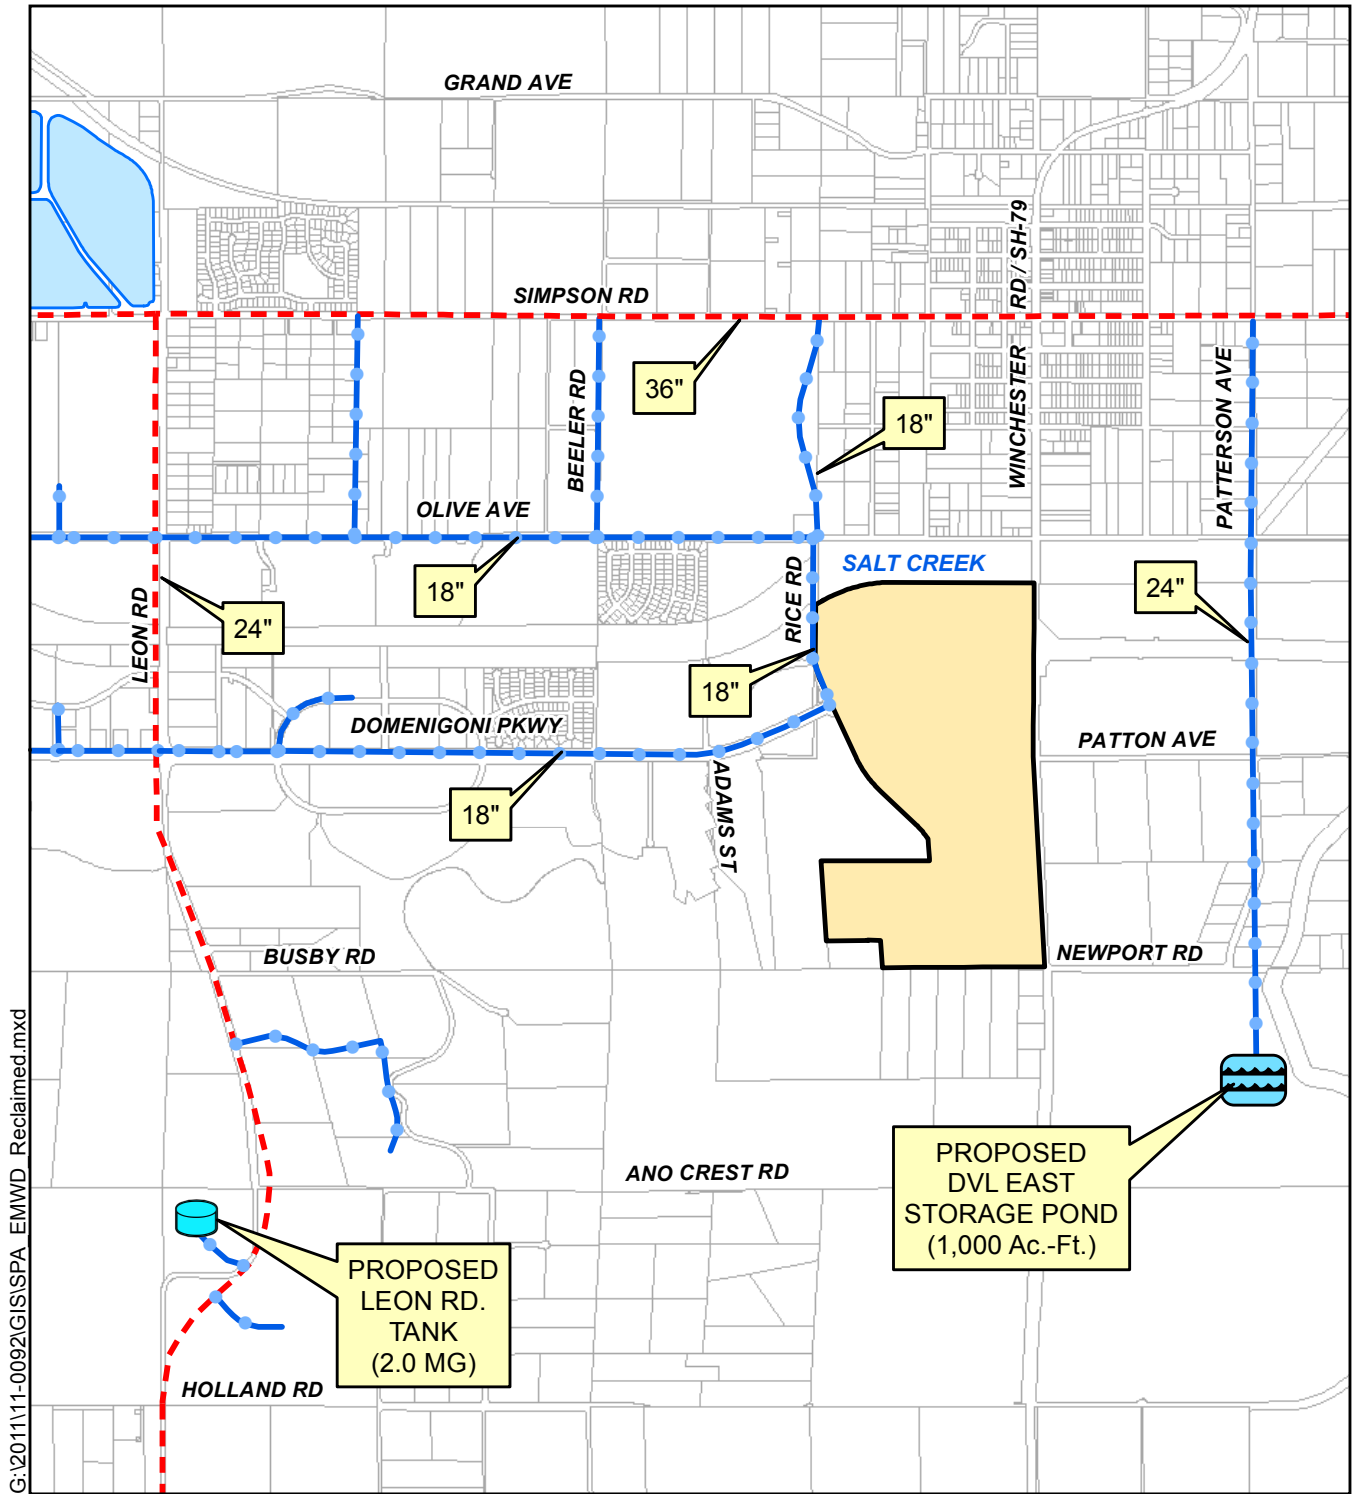 GRAND AVE
RD / SH-79
SIMPSON RD
36"
BEELER RD
18"
WINCHESTER
PATTERSON AVE
OLIVE AVE
SALT CREEK
18"
24"
RICE RD
24"
LEON RD
18"
DOMENIGONI PKWY
PATTON AVE
18"
ADAMS ST
BUSBY RD
NEWPORT RD
ANO CREST RD
PROPOSED
DVL EAST
STORAGE POND
(1,000 Ac.-Ft.)
PROPOSED
LEON RD.
TANK
(2.0 MG)
HOLLAND RD
G:\2011\11-0092\GIS\SPA_EMWD_Reclaimed.mxd